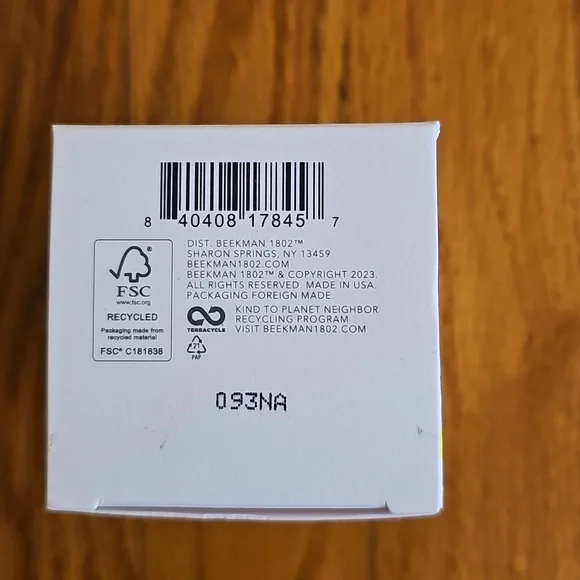 8 40408 17845 7
DIST. BEEKMAN 1802™
SHARON SPRINGS, NY 13459
BEEKMAN1802.COM
BEEKMAN 1802™ & COPYRIGHT 2023.
ALL RIGHTS RESERVED. MADE IN USA.
PACKAGING FOREIGN MADE.
FSC
www.fsc.org
RECYCLED
Packaging made from
recycled material
FSC® C181838
TERRACYCLE
KIND TO PLANET NEIGHBOR
RECYCLING PROGRAM
VISIT BEEKMAN1802.COM
21
PAP
093NA